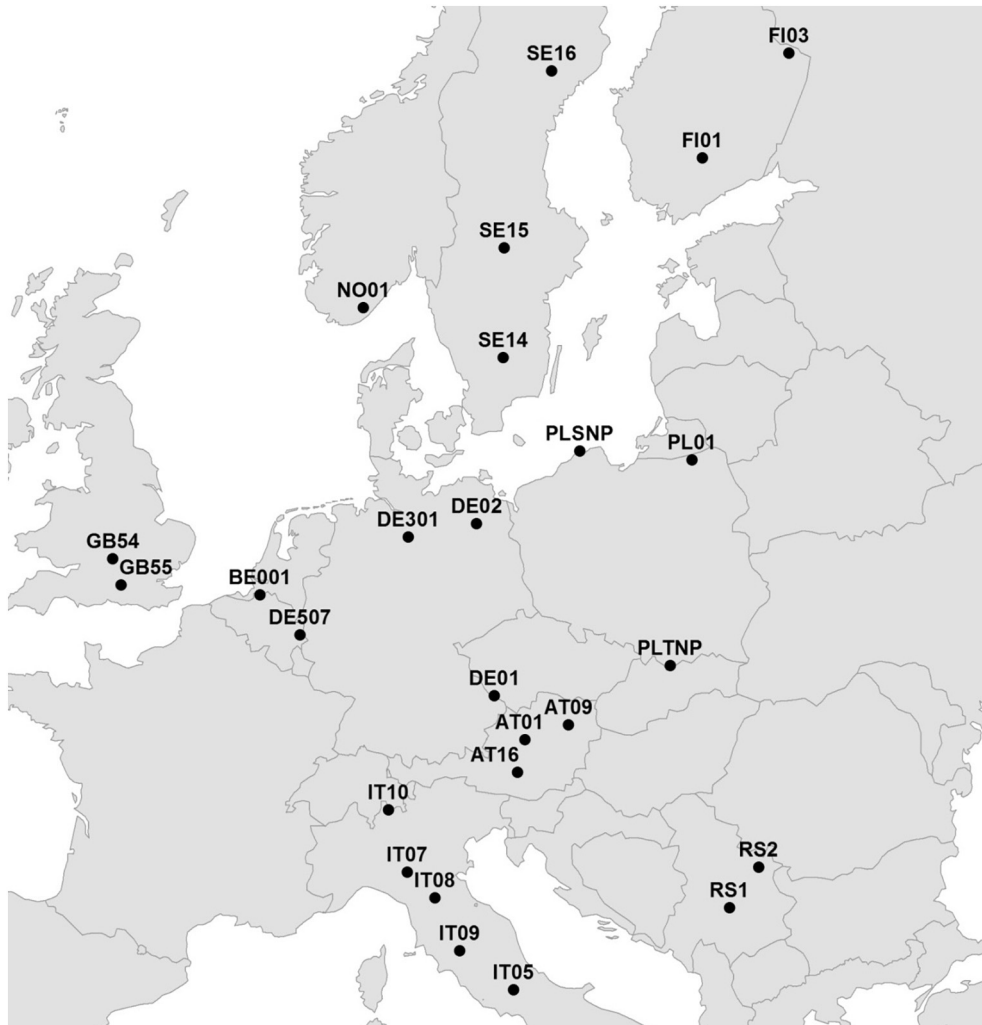 FI03
SE16
FI01
SE15
NO01
SE14
PLSNP
PL01
DE02
DE301
GB54
GB55
BE001
DE507
PLTNP
DE01
AT09
AT01
AT16
IT10
RS2
IT07
IT08
RS1
IT09
IT05